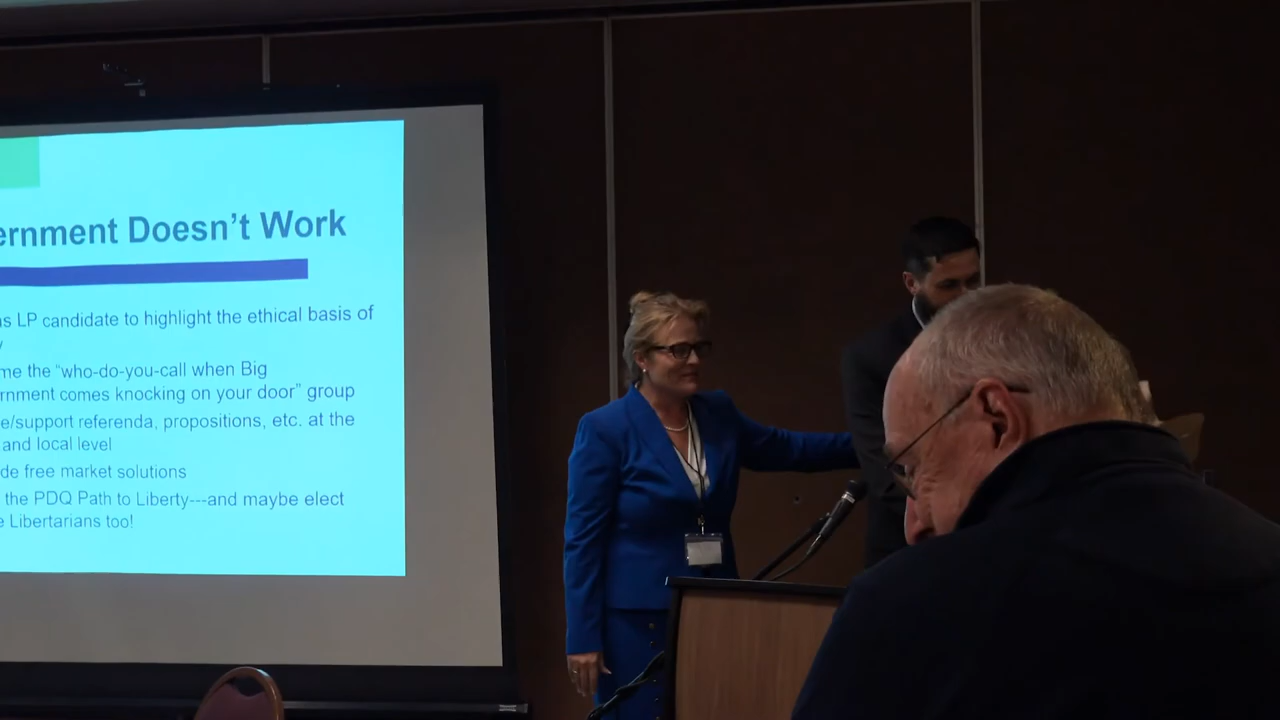 ernment Doesn't Work
as LP candidate to highlight the ethical basis of
y
me the "who-do-you-call when Big
rnment comes knocking on your door" group
e/support referenda, propositions, etc. at the
and local level
de free market solutions
the PDQ Path to Liberty---and maybe elect
e Libertarians too!